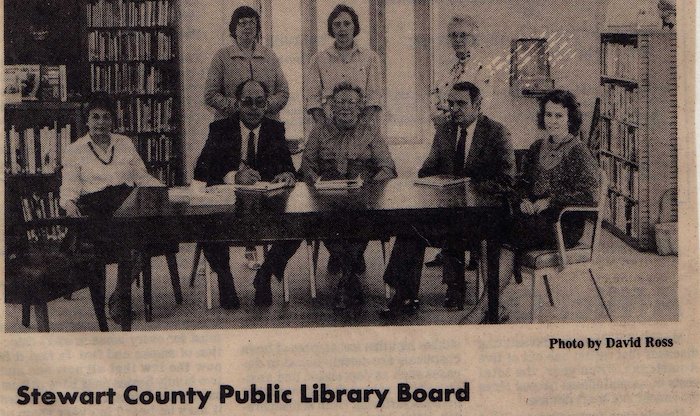 Photo by David Ross
Stewart County Public Library Board